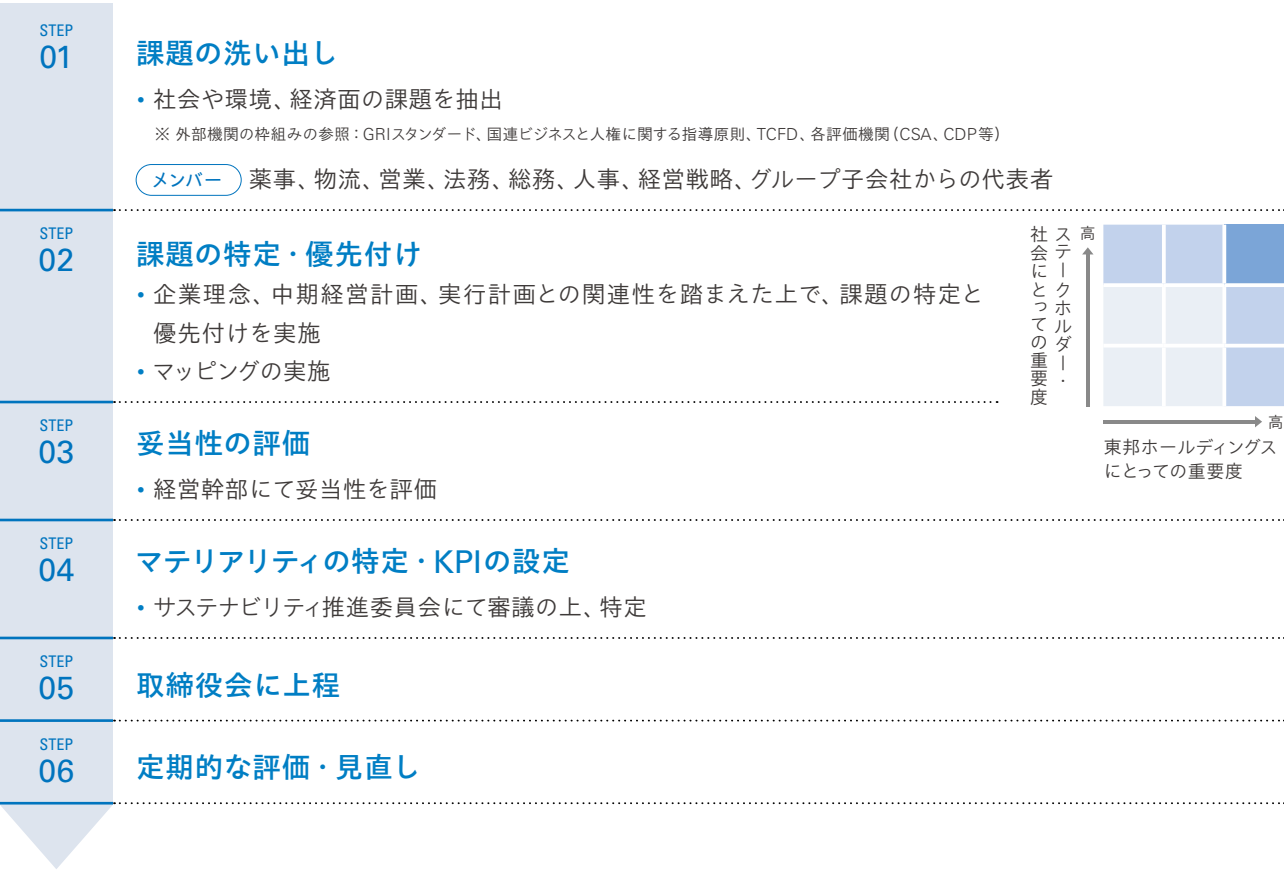 STEP
01
課題の洗い出し
• 社会や環境、経済面の課題を抽出
※ 外部機関の枠組みの参照：GRIスタンダード、国連ビジネスと人権に関する指導原則、TCFD、各評価機関（CSA、CDP等）
メンバー 薬事、物流、営業、法務、総務、人事、経営戦略、グループ子会社からの代表者
STEP
02
課題の特定・優先付け
• 企業理念、中期経営計画、実行計画との関連性を踏まえた上で、課題の特定と
優先付けを実施
• マッピングの実施
ステークホルダー・
社会にとっての重要度
高
高
東邦ホールディングス
にとっての重要度
STEP
03
妥当性の評価
• 経営幹部にて妥当性を評価
STEP
04
マテリアリティの特定・KPIの設定
• サステナビリティ推進委員会にて審議の上、特定
STEP
05
取締役会に上程
STEP
06
定期的な評価・見直し